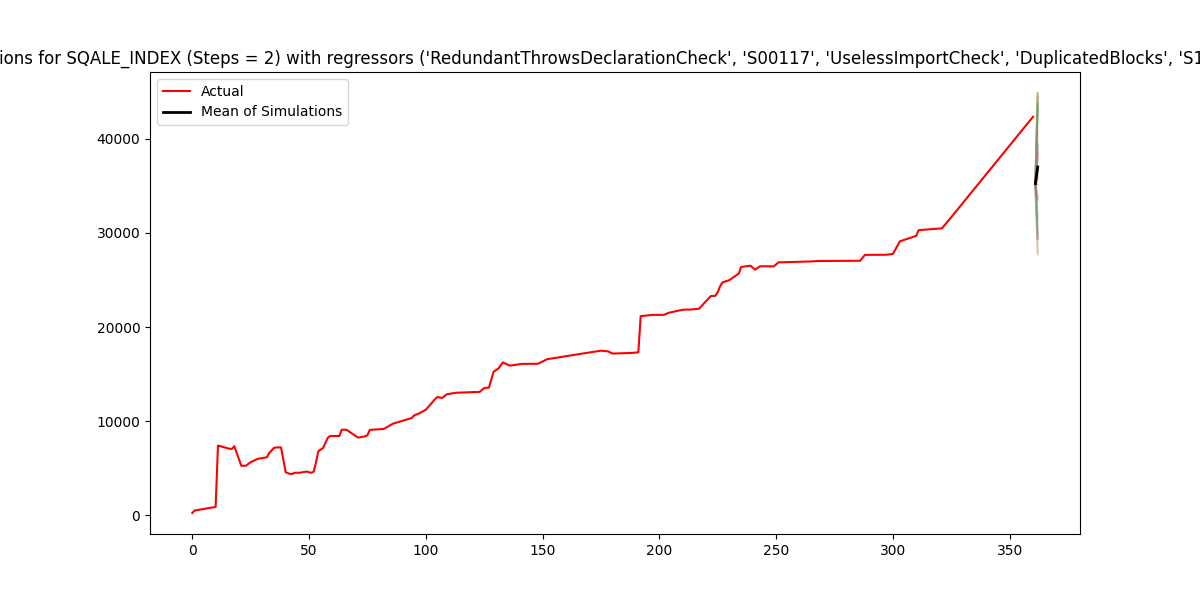 ions for SQALE_INDEX (Steps = 2) with regressors ('RedundantThrowsDeclarationCheck', 'S00117', 'UselessImportCheck', 'DuplicatedBlocks', 'S1
Actual
Mean of Simulations
40000
30000
20000
10000
0
0 50 100 150 200 250 300 350